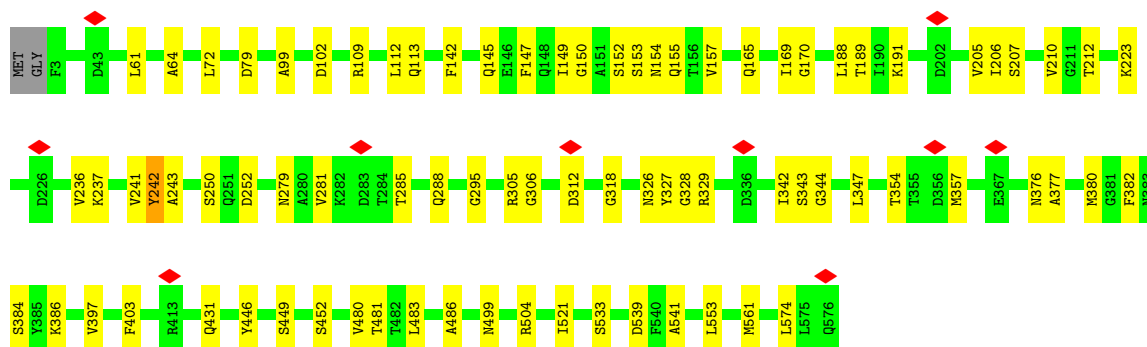 MET GLY F3 D43 L61 A64 L72 D79 A99 D102 R109 L112 Q113 F142 Q145 E146 F147 Q148 I149 G150 A151 S152 S153 N154 Q155 T156 V157 Q165 I169 G170 L188 T189 I190 K191 D202 V205 I206 S207 V210 G211 T212 K223
D226 V236 K237 V241 Y242 A243 S250 Q251 D252 N279 A280 V281 K282 D283 T284 T285 Q288 G295 R305 G306 D312 G318 N326 Y327 G328 R329 D336 I342 S343 G344 L347 T354 T355 D356 M357 E367 N376 A377 M380 G381 F382
S384 Y385 K386 V397 F403 R413 Q431 Y446 S449 S452 V480 T481 T482 L483 A486 N499 R504 I521 S533 D539 F540 A541 L553 M561 L574 L575 Q576